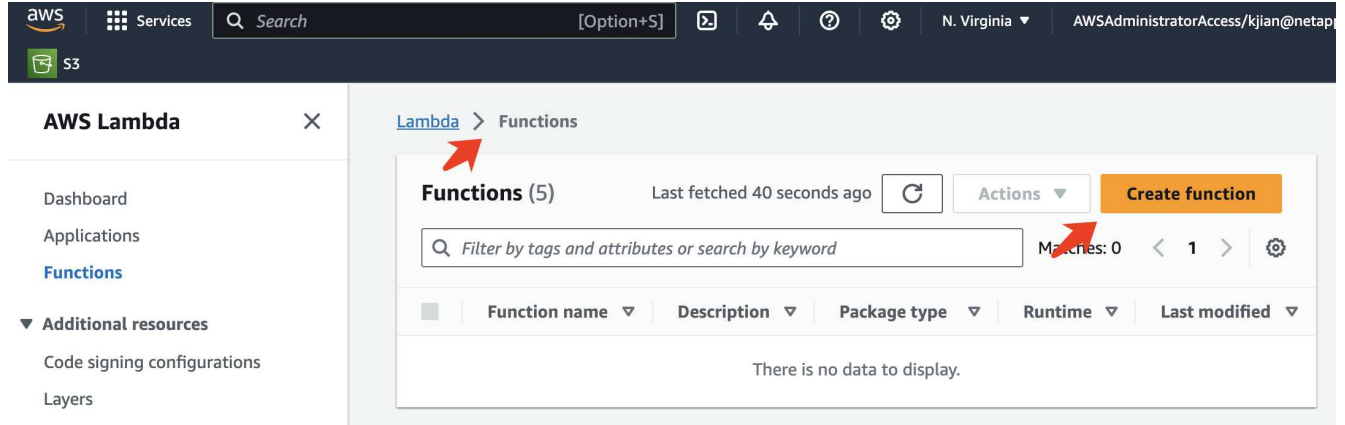 aws Services Search [Option+S] N. Virginia ▼ AWSAdministratorAccess/kjian@netap
S3
AWS Lambda
Lambda > Functions
Functions (5) Last fetched 40 seconds ago Actions ▼ Create function
Dashboard
Applications
Filter by tags and attributes or search by keyword Matches: 0 < 1 >
Functions
Function name Description Package type Runtime Last modified
▼ Additional resources
Code signing configurations
There is no data to display.
Layers